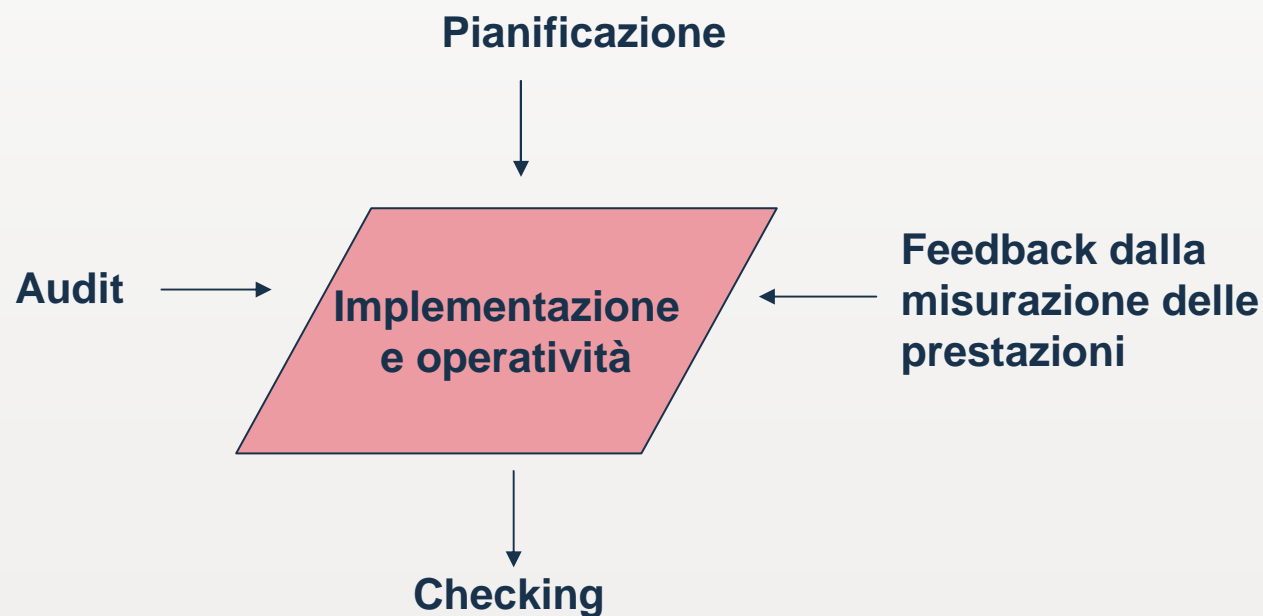 Pianificazione
Audit
Implementazione
e operatività
Feedback dalla
misurazione delle
prestazioni
Checking